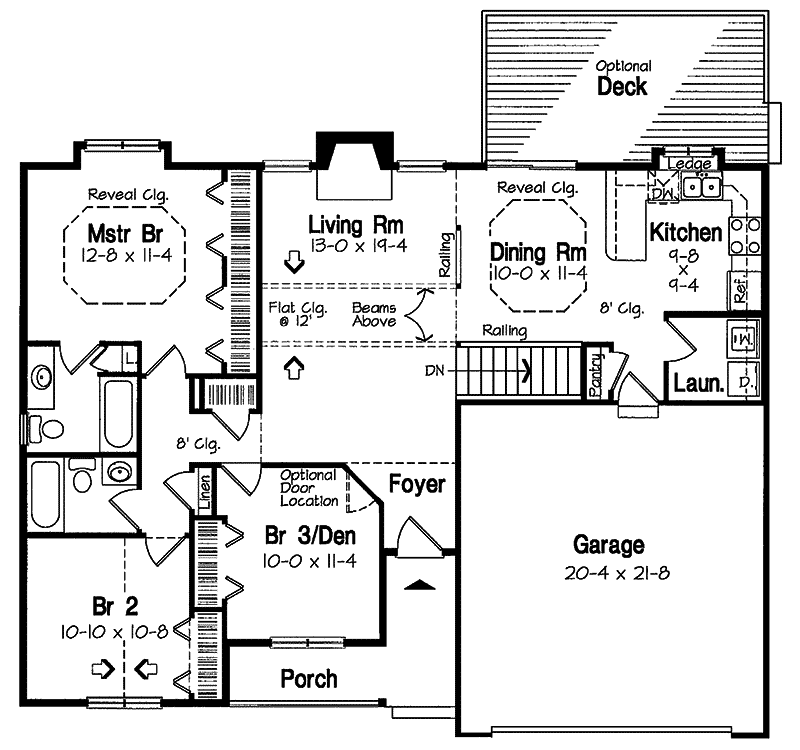 Optional
Deck
Ledge
DW
Reveal Clg.
Mstr Br
12-8 x 11-4
Living Rm
13-0 x 19-4
Railing
Reveal Clg.
Dining Rm
10-0 x 11-4
Kitchen
9-8
x
9-4
Ref.
Flat Clg.
@ 12'
Beams
Above
8' Clg.
Railing
DN
Pantry
Laun.
W.
D.
L
8' Clg.
Linen
Optional
Door
Location
Foyer
Br 3/Den
10-0 x 11-4
Garage
20-4 x 21-8
Br 2
10-10 x 10-8
Porch